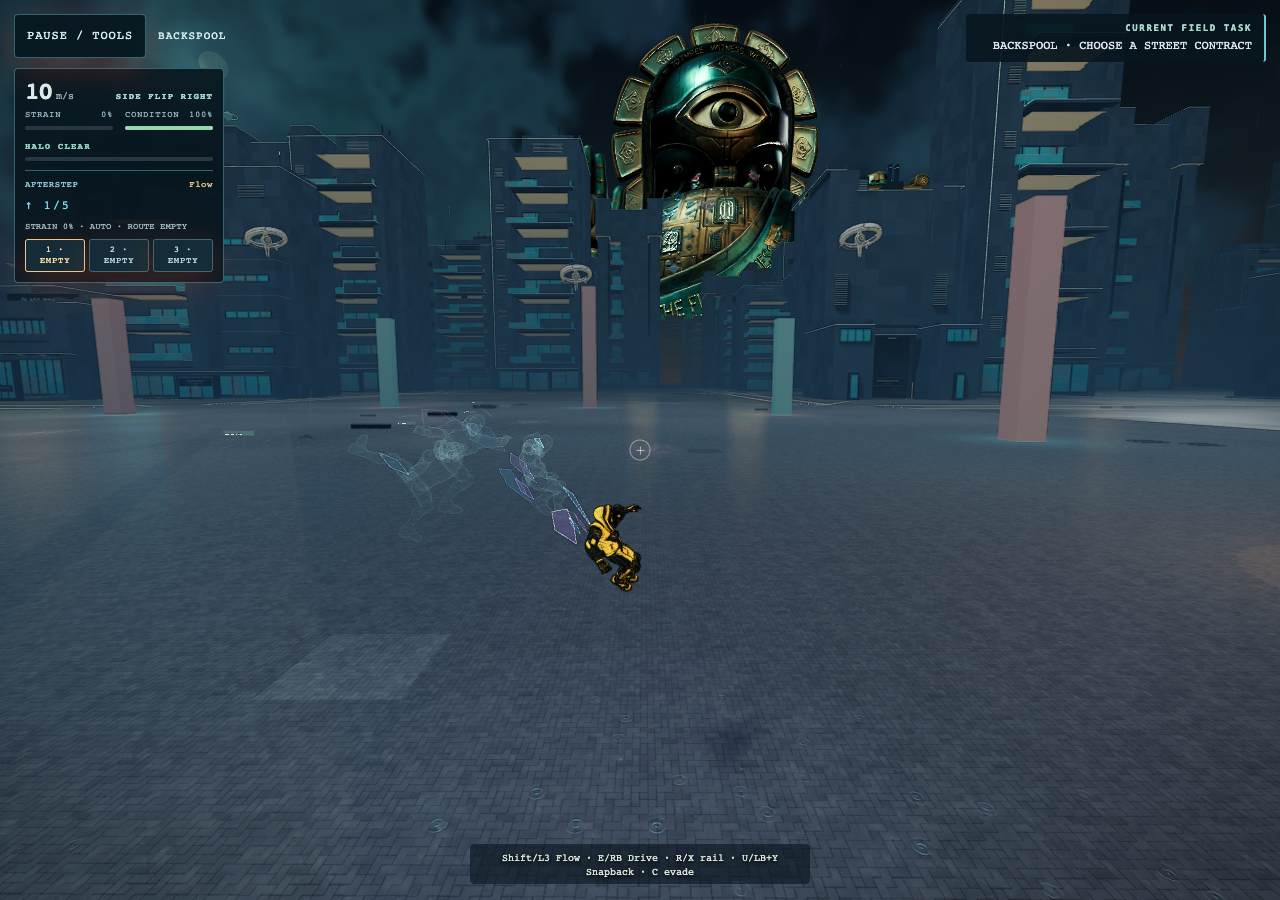 PAUSE / TOOLS
BACKSPOOL
CURRENT FIELD TASK
BACKSPOOL · CHOOSE A STREET CONTRACT
10 m/s
SIDE FLIP RIGHT
STRAIN 0%
CONDITION 100%
HALO CLEAR
AFTERSTEP
Flow
↑ 1/5
STRAIN 0% · AUTO · ROUTE EMPTY
1 · EMPTY
2 · EMPTY
3 · EMPTY
THE
Shift/L3 Flow · E/RB Drive · R/X rail · U/LB+Y
Snapback · C evade